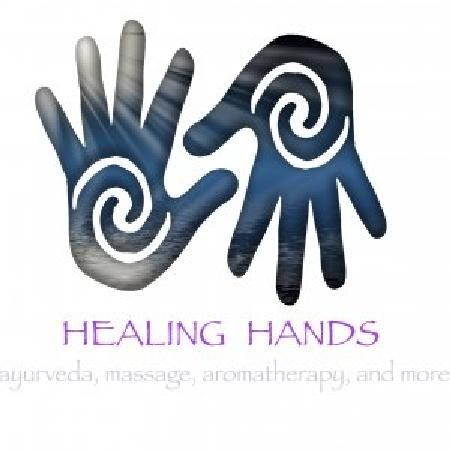 HEALING HANDS
ayurveda, massage, aromatherapy, and more